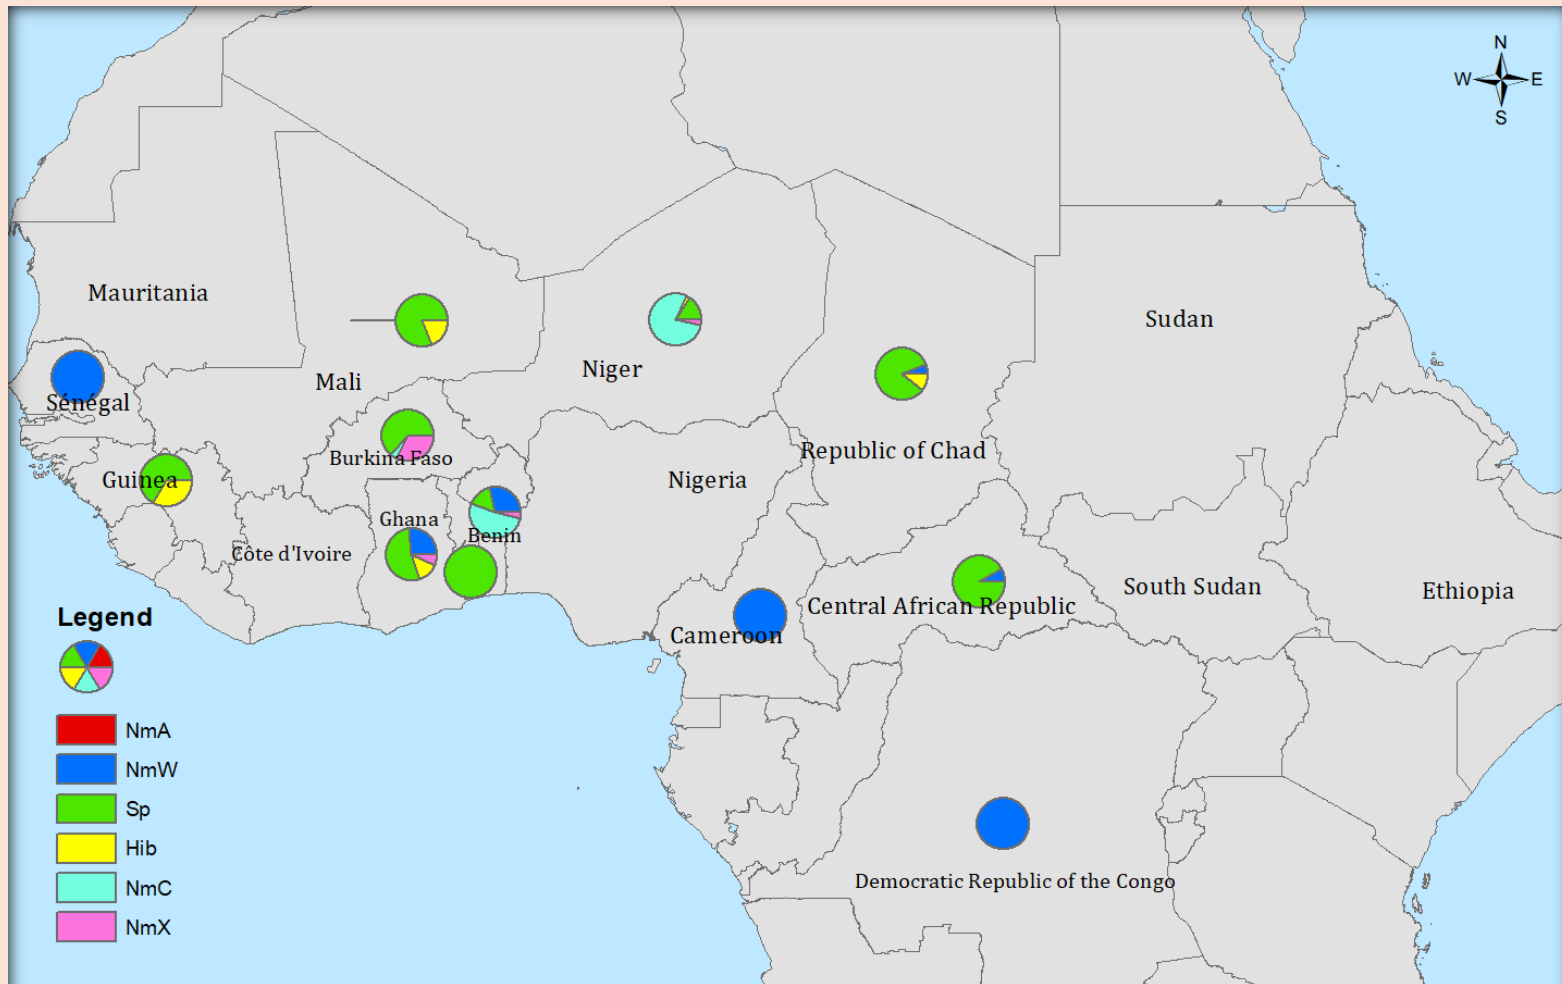 N
W E
S
Mauritania
Sudan
Niger
Mali
Sénégal
Republic of Chad
Burkina Faso
Guinea
Nigeria
Ghana
Benin
Côte d'Ivoire
South Sudan
Ethiopia
Central African Republic
Cameroon
Democratic Republic of the Congo
Legend
NmA
NmW
Sp
Hib
NmC
NmX